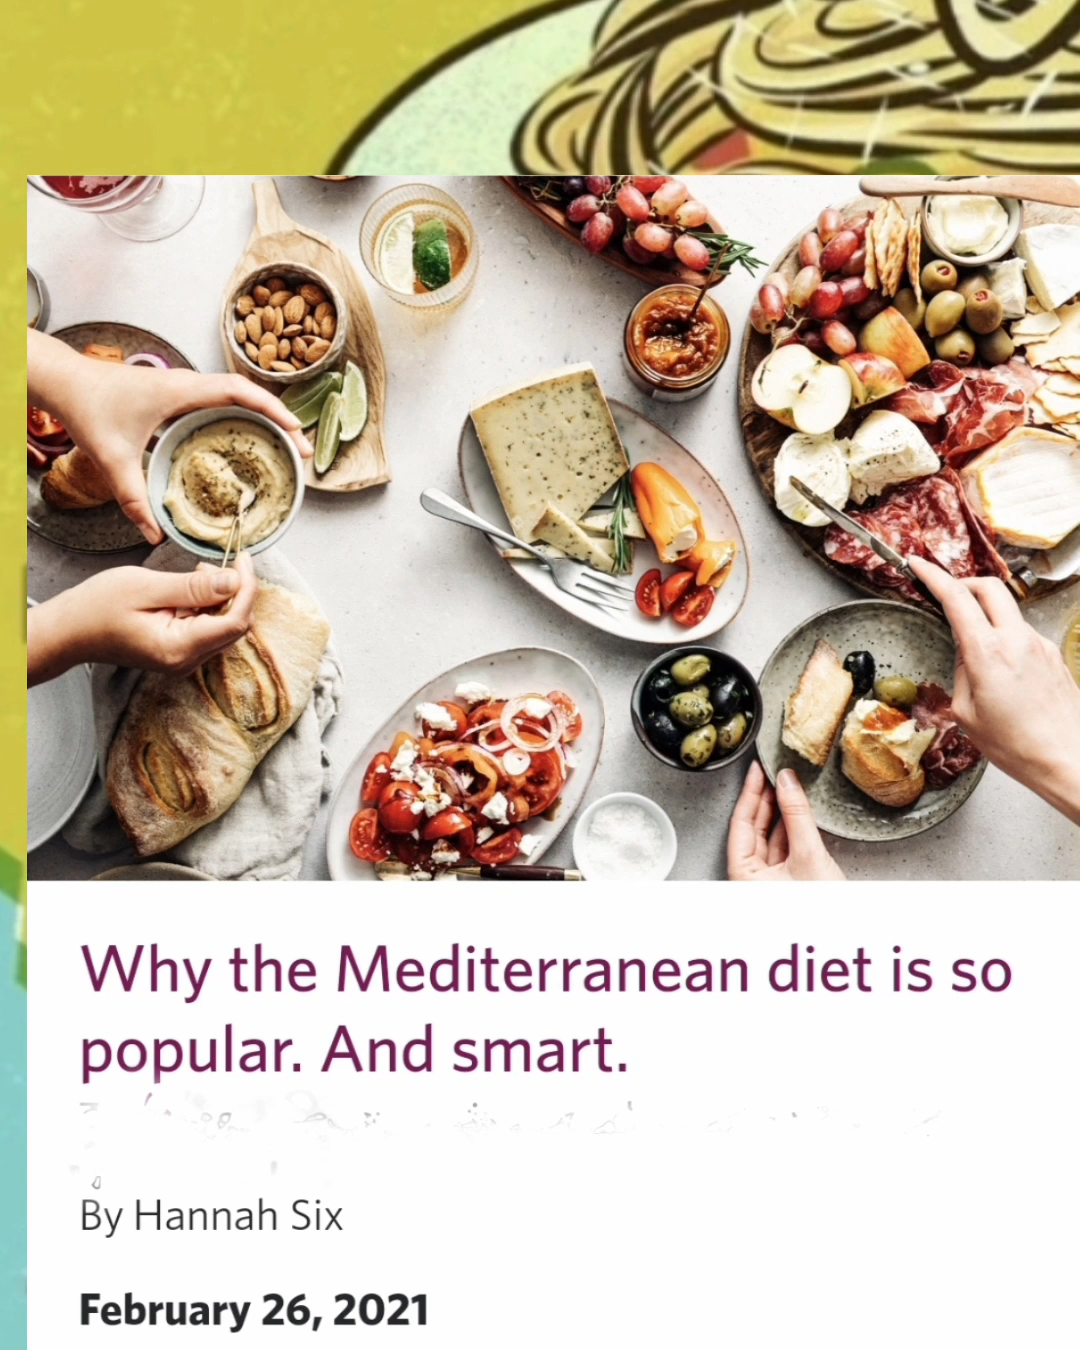 Why the Mediterranean diet is so
popular. And smart.
By Hannah Six
February 26, 2021